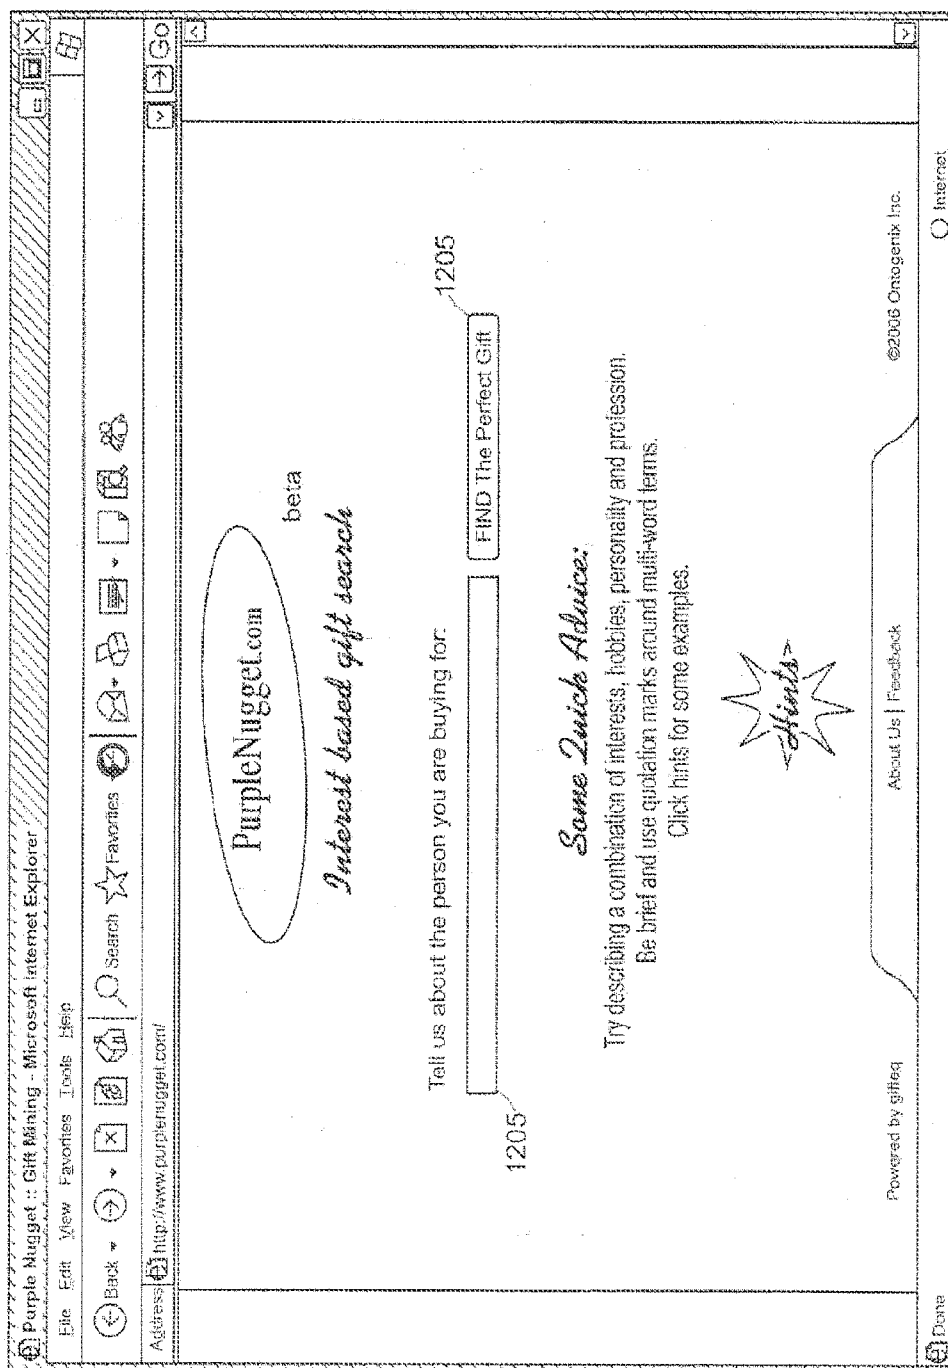 Purple Nugget :: Gift Mining - Microsoft Internet Explorer
File Edit View Favorites Tools Help
Back Search Favorites
Address http://www.purplenugget.com/ Go
PurpleNugget.com
beta
Interest based gift search
Tell us about the person you are buying for:
1205
FIND The Perfect Gift
1205
Some Quick Advice:
Try describing a combination of interests, hobbies, personality and profession.
Be brief and use quotation marks around multi-word terms.
Click hints for some examples.
Hints>
Powered by gifteq
About Us | Feedback
©2006 Ontogenix Inc.
Done
Internet